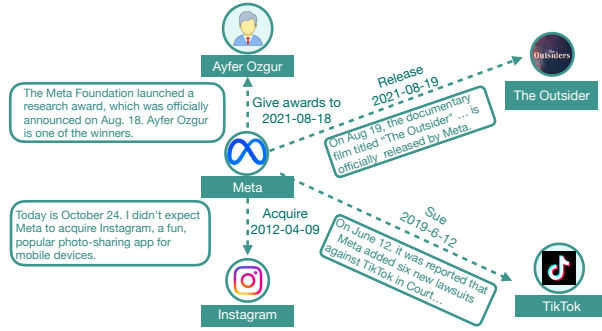 Ayfer Ozgur
The Meta Foundation launched a
research award, which was officially
announced on Aug. 18. Ayfer Ozgur
is one of the winners.
Give awards to
2021-08-18
Release
2021-08-19
The
Outsiders
The Outsider
On Aug 19, the documentary
film titled “The Outsider” ... is
officially released by Meta.
Meta
Today is October 24. I didn't expect
Meta to acquire Instagram, a fun,
popular photo-sharing app for
mobile devices.
Acquire
2012-04-09
Sue
2019-6-12
On June 12, it was reported that
Meta added six new lawsuits
against TikTok in Court...
Instagram
TikTok